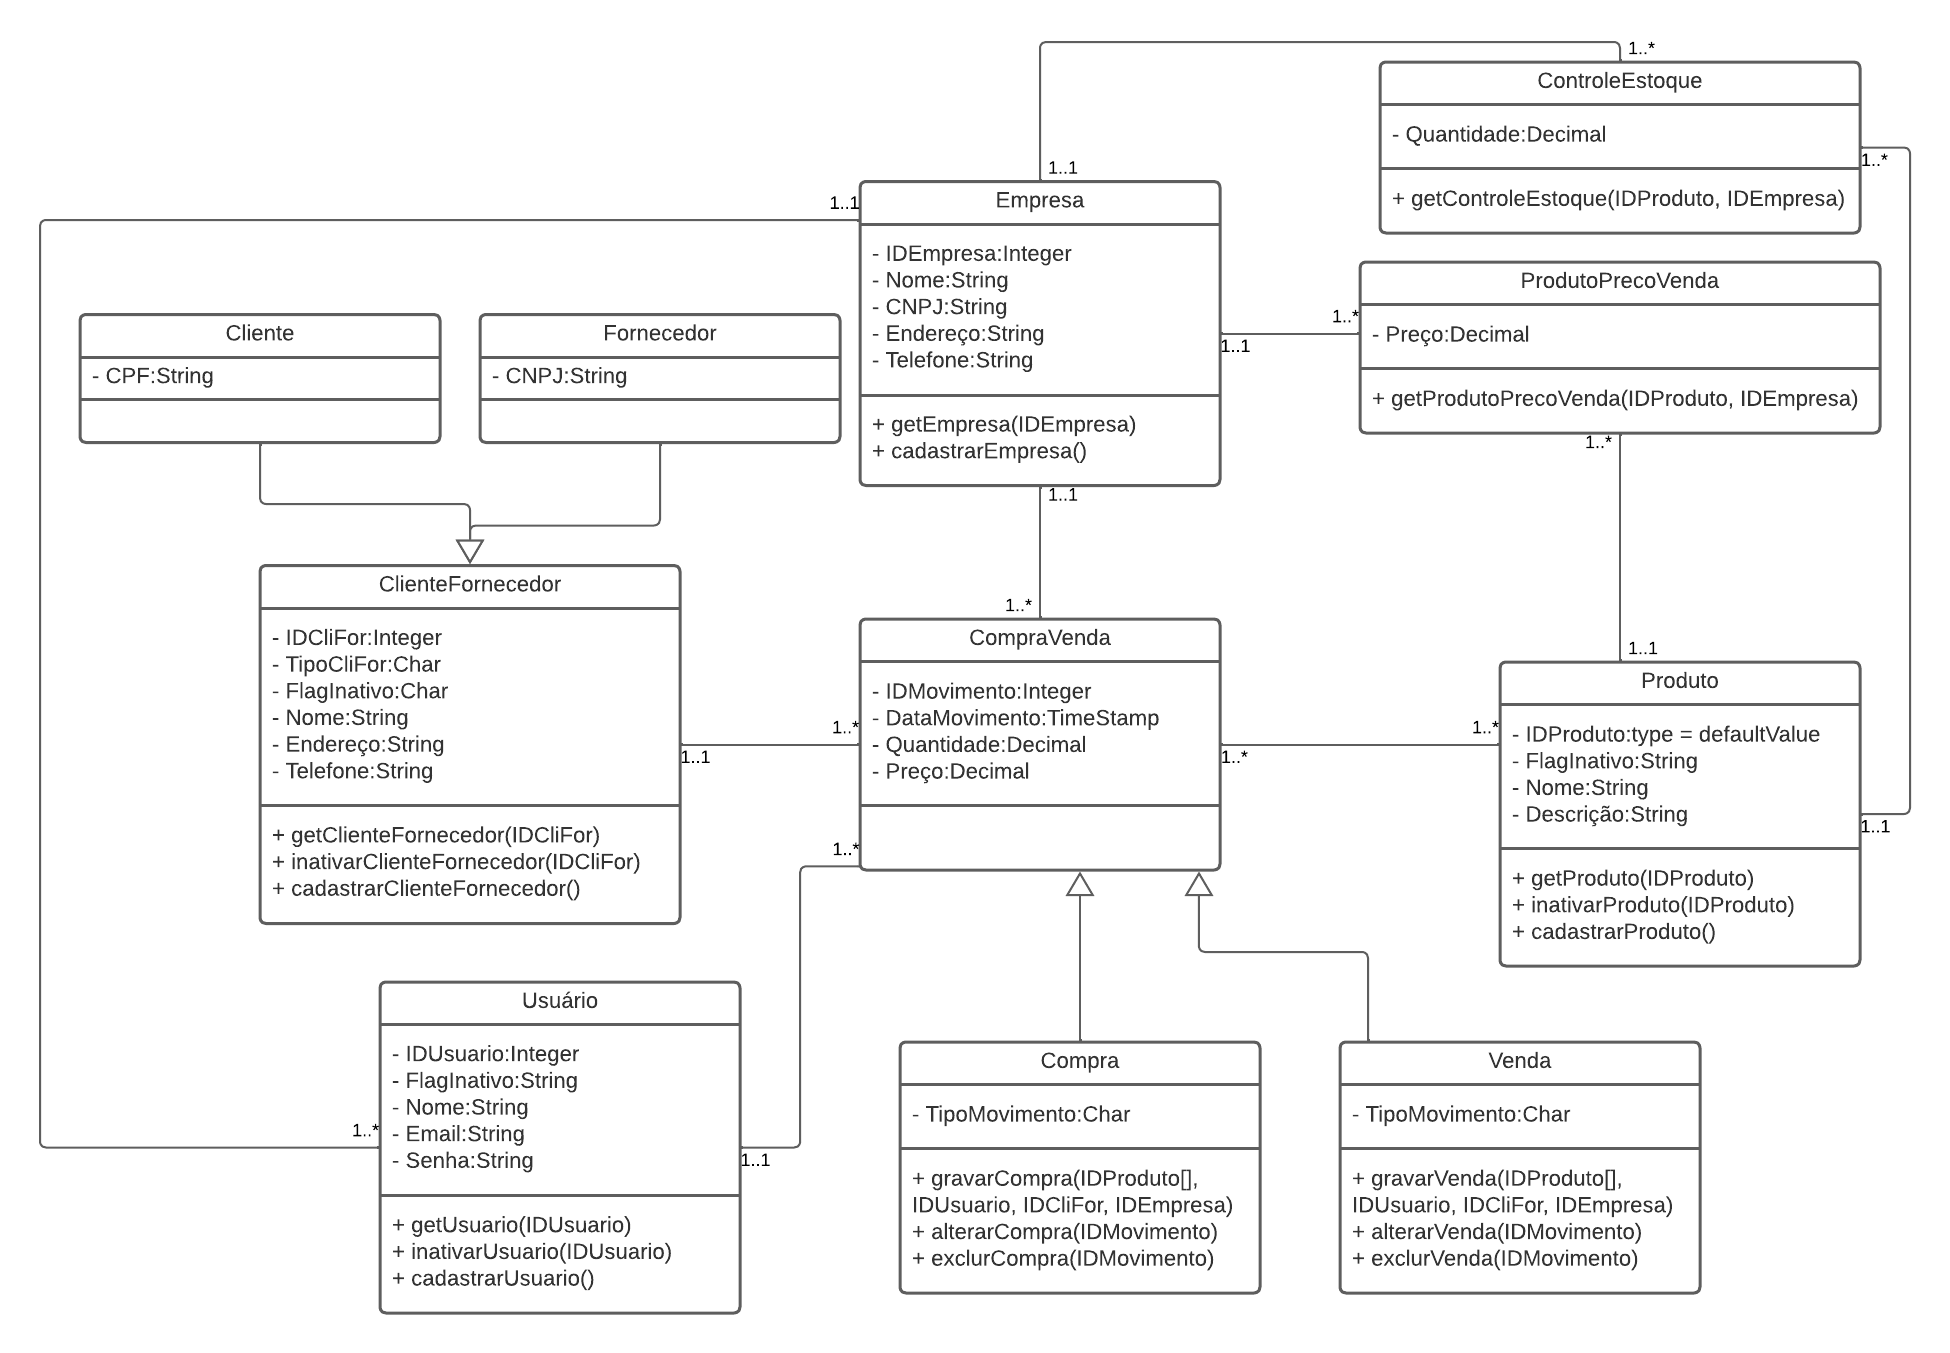 1..*
ControleEstoque
- Quantidade:Decimal
1..*
+ getControleEstoque(IDProduto, IDEmpresa)
1..1
1..1
Empresa
- IDEmpresa:Integer
- Nome:String
- CNPJ:String
- Endereço:String
- Telefone:String
+ getEmpresa(IDEmpresa)
+ cadastrarEmpresa()
1..1
1..*
ProdutoPrecoVenda
- Preço:Decimal
+ getProdutoPrecoVenda(IDProduto, IDEmpresa)
1..*
Cliente
- CPF:String
Fornecedor
- CNPJ:String
1..1
1..*
ClienteFornecedor
- IDCliFor:Integer
- TipoCliFor:Char
- FlagInativo:Char
- Nome:String
- Endereço:String
- Telefone:String
+ getClienteFornecedor(IDCliFor)
+ inativarClienteFornecedor(IDCliFor)
+ cadastrarClienteFornecedor()
1..1
1..*
CompraVenda
- IDMovimento:Integer
- DataMovimento:TimeStamp
- Quantidade:Decimal
- Preço:Decimal
1..*
1..*
1..*
1..1
Produto
- IDProduto:type = defaultValue
- FlagInativo:String
- Nome:String
- Descrição:String
1..1
+ getProduto(IDProduto)
+ inativarProduto(IDProduto)
+ cadastrarProduto()
Usuário
- IDUsuario:Integer
- FlagInativo:String
- Nome:String
- Email:String
- Senha:String
1..*
1..1
+ getUsuario(IDUsuario)
+ inativarUsuario(IDUsuario)
+ cadastrarUsuario()
Compra
- TipoMovimento:Char
+ gravarCompra(IDProduto[],
IDUsuario, IDCliFor, IDEmpresa)
+ alterarCompra(IDMovimento)
+ exclurCompra(IDMovimento)
Venda
- TipoMovimento:Char
+ gravarVenda(IDProduto[],
IDUsuario, IDCliFor, IDEmpresa)
+ alterarVenda(IDMovimento)
+ exclurVenda(IDMovimento)